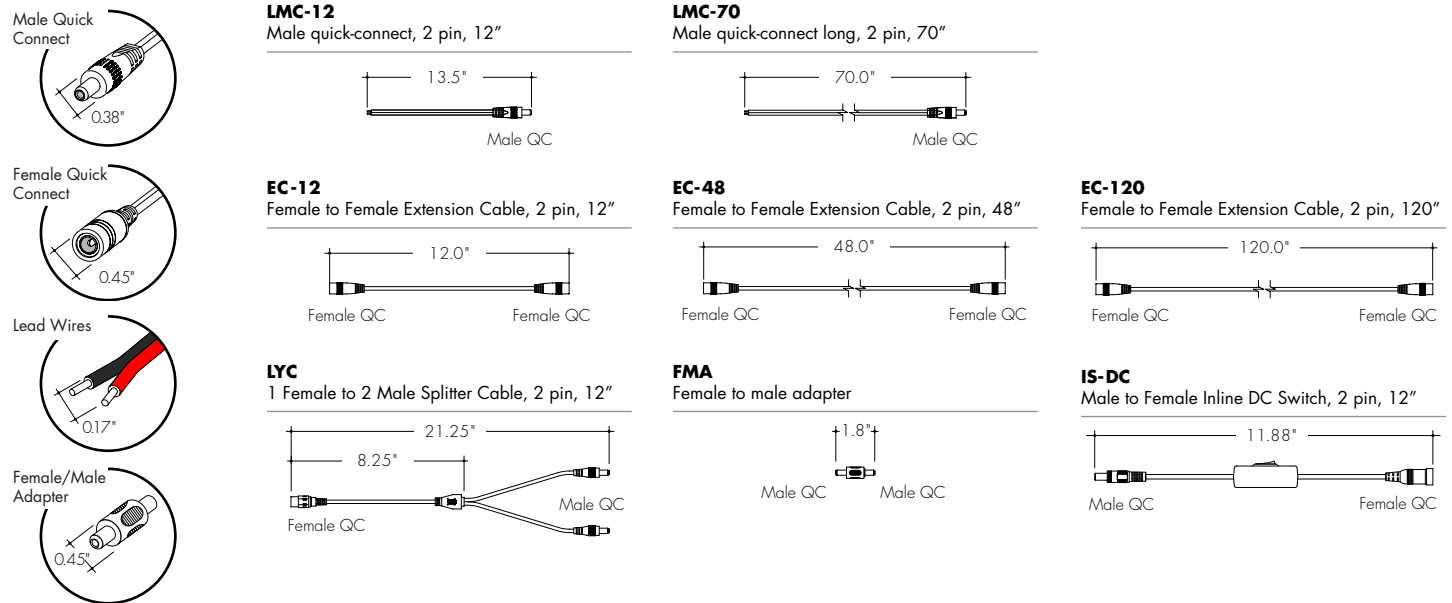 Male Quick
Connect
0.38"
Female Quick
Connect
0.45"
Lead Wires
0.17"
Female/Male
Adapter
0.45"
LMC-12
Male quick-connect, 2 pin, 12”
13.5"
Male QC
LMC-70
Male quick-connect long, 2 pin, 70”
70.0"
Male QC
EC-12
Female to Female Extension Cable, 2 pin, 12”
12.0"
Female QC Female QC
EC-48
Female to Female Extension Cable, 2 pin, 48”
48.0"
Female QC Female QC
EC-120
Female to Female Extension Cable, 2 pin, 120”
120.0"
Female QC Female QC
LYC
1 Female to 2 Male Splitter Cable, 2 pin, 12”
21.25"
8.25"
Male QC
Female QC
FMA
Female to male adapter
1.8"
Male QC Male QC
IS-DC
Male to Female Inline DC Switch, 2 pin, 12”
11.88"
Male QC Female QC